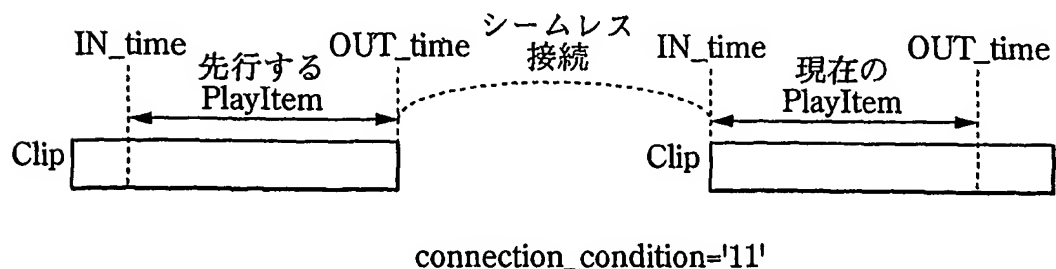 IN_time
先行する
PlayItem
OUT_time
シームレス
接続
IN_time
現在の
PlayItem
OUT_time
Clip
Clip
connection_condition='11'